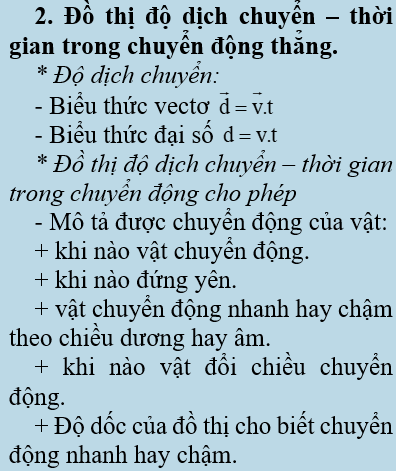 2. Đồ thị độ dịch chuyển – thời
gian trong chuyển động thẳng.
* Độ dịch chuyển:
- Biểu thức vectơ d⃗ = v⃗.t
- Biểu thức đại số d = v.t
* Đồ thị độ dịch chuyển – thời gian
trong chuyển động cho phép
- Mô tả được chuyển động của vật:
+ khi nào vật chuyển động.
+ khi nào đứng yên.
+ vật chuyển động nhanh hay chậm
theo chiều dương hay âm.
+ khi nào vật đổi chiều chuyển
động.
+ Độ dốc của đồ thị cho biết chuyển
động nhanh hay chậm.